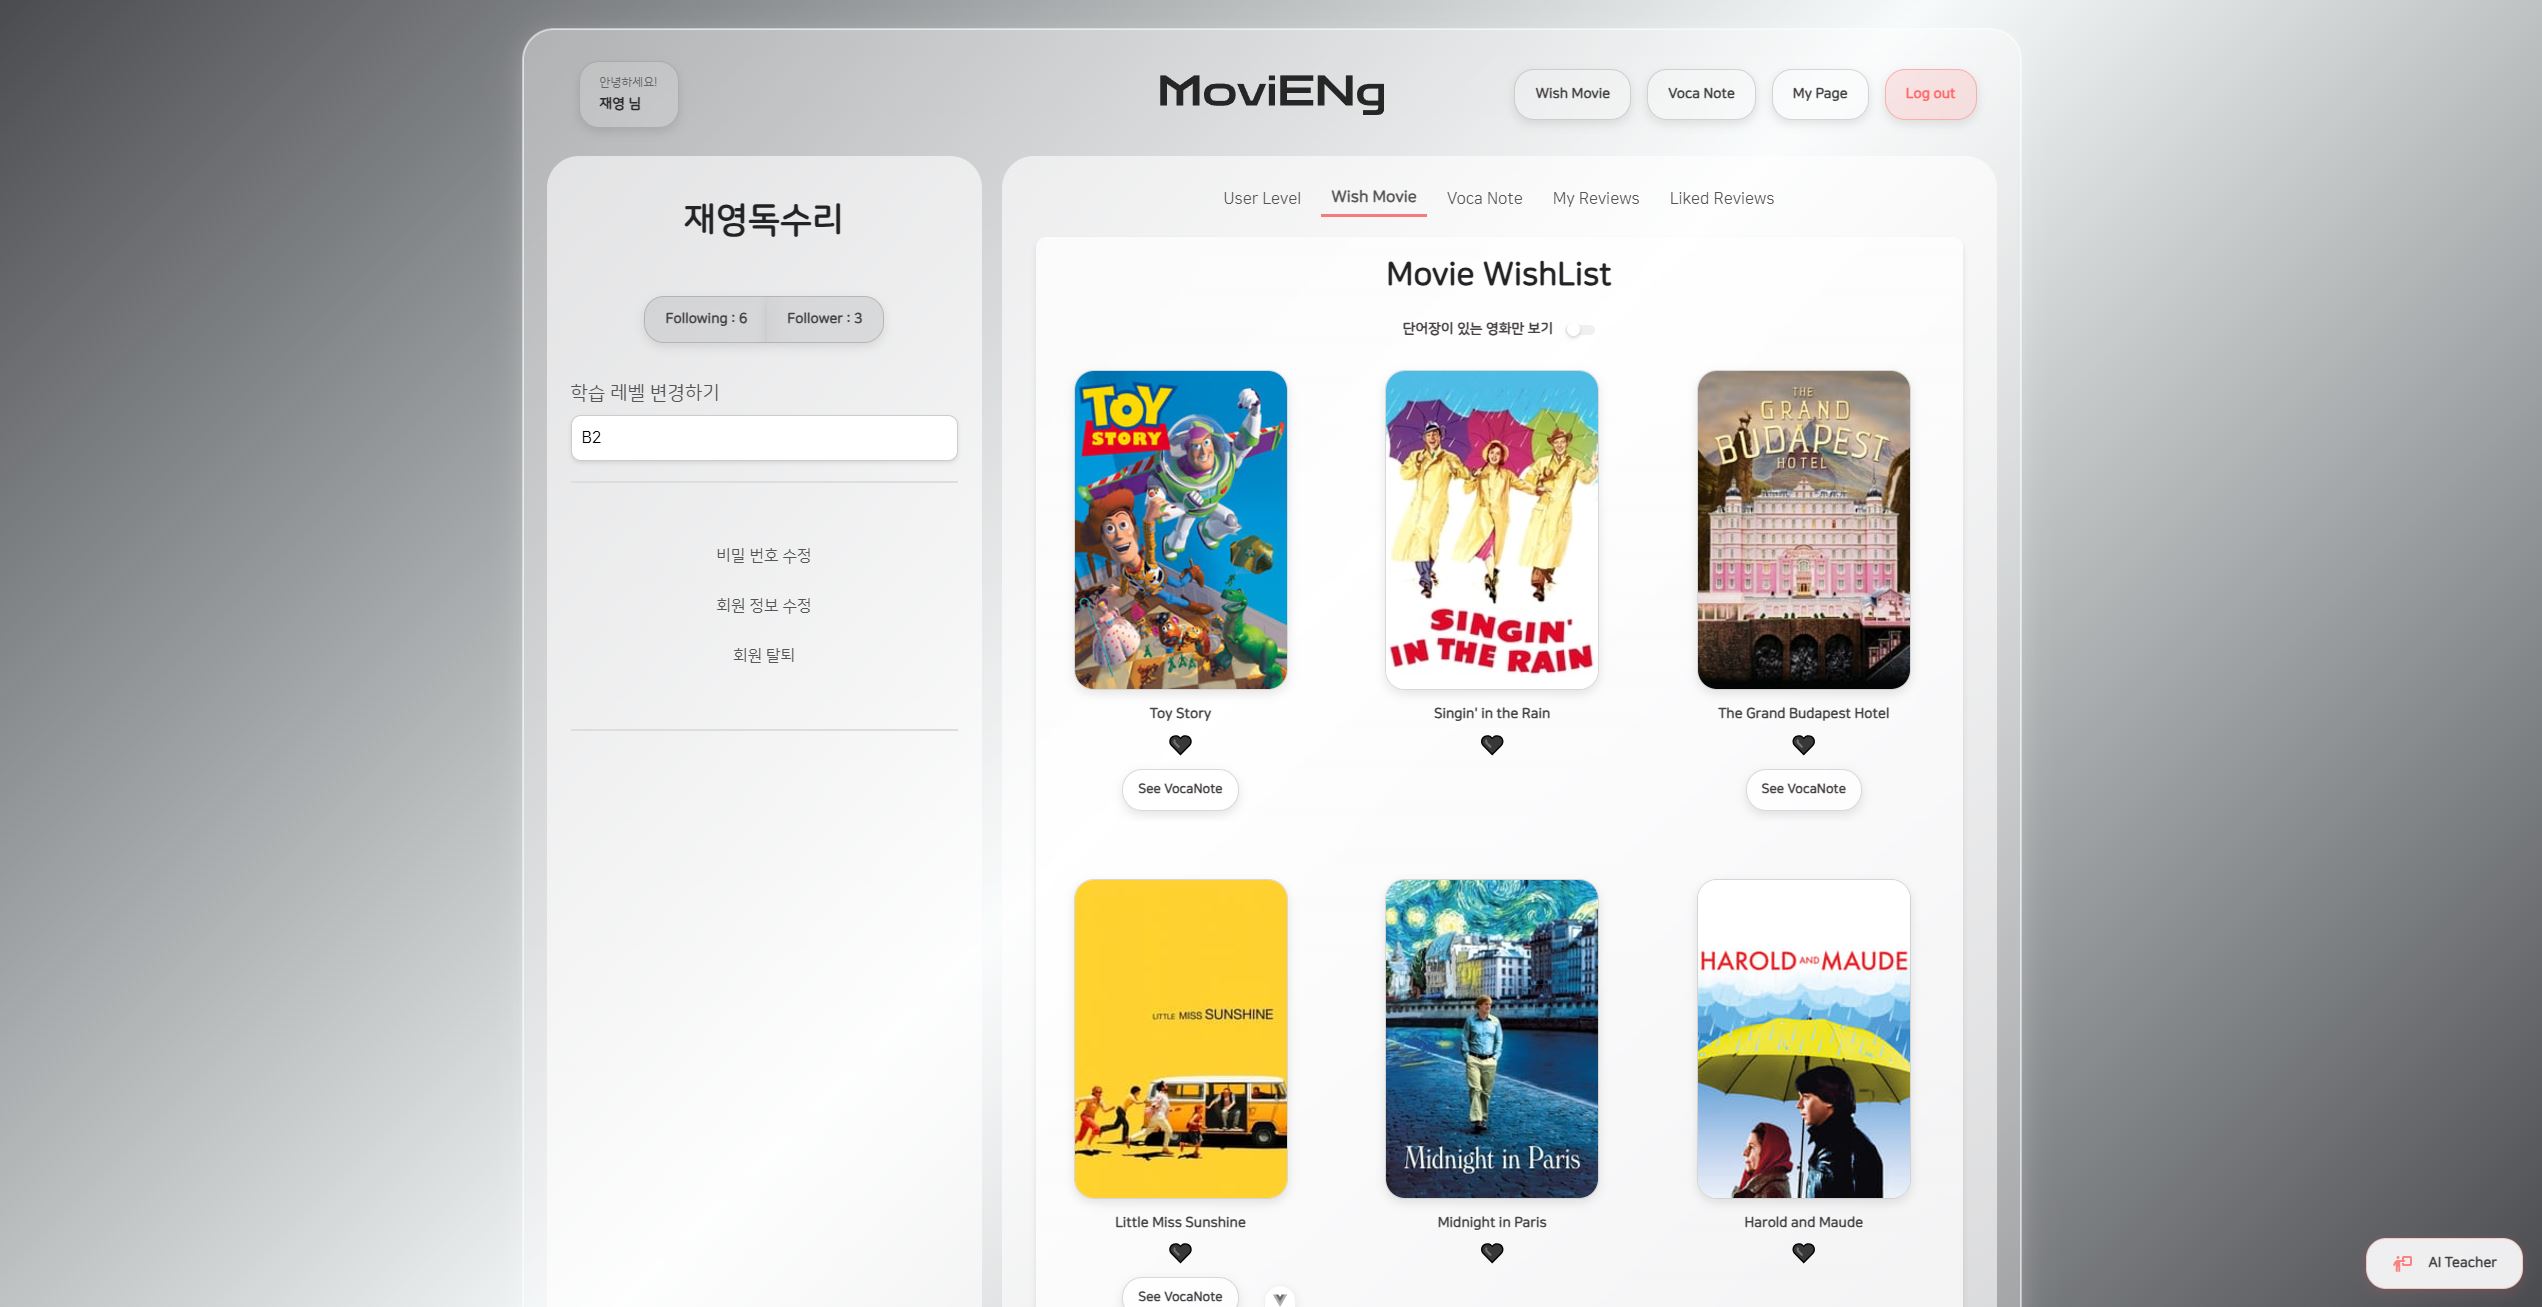 안녕하세요!
재영 님
MoviENg
Wish Movie
Voca Note
My Page
Log out
재영독수리
Following : 6
Follower : 3
학습 레벨 변경하기
B2
비밀 번호 수정
회원 정보 수정
회원 탈퇴
User Level
Wish Movie
Voca Note
My Reviews
Liked Reviews
Movie WishList
단어장이 있는 영화만 보기
TOY
STORY
SINGIN'
IN THE RAIN
THE
GRAND
BUDAPEST
HOTEL
Toy Story
Singin' in the Rain
The Grand Budapest Hotel
See VocaNote
See VocaNote
LITTLE MISS SUNSHINE
Midnight in Paris
HAROLD AND MAUDE
Little Miss Sunshine
Midnight in Paris
Harold and Maude
See VocaNote
AI Teacher